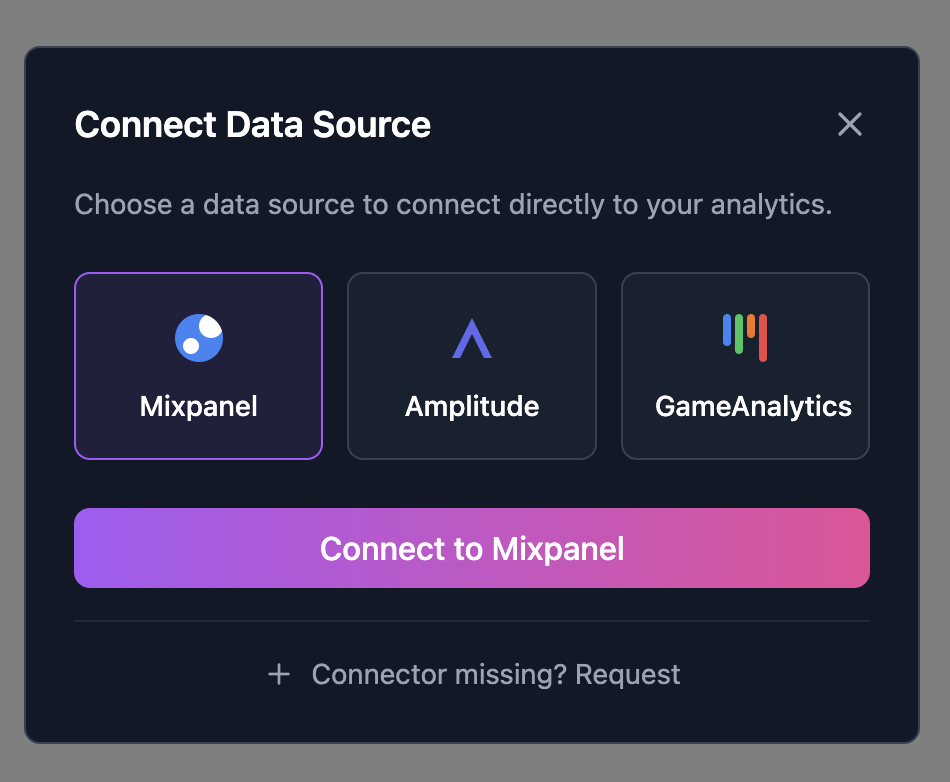 Connect Data Source
Choose a data source to connect directly to your analytics.
Mixpanel
Amplitude
GameAnalytics
Connect to Mixpanel
Connector missing? Request